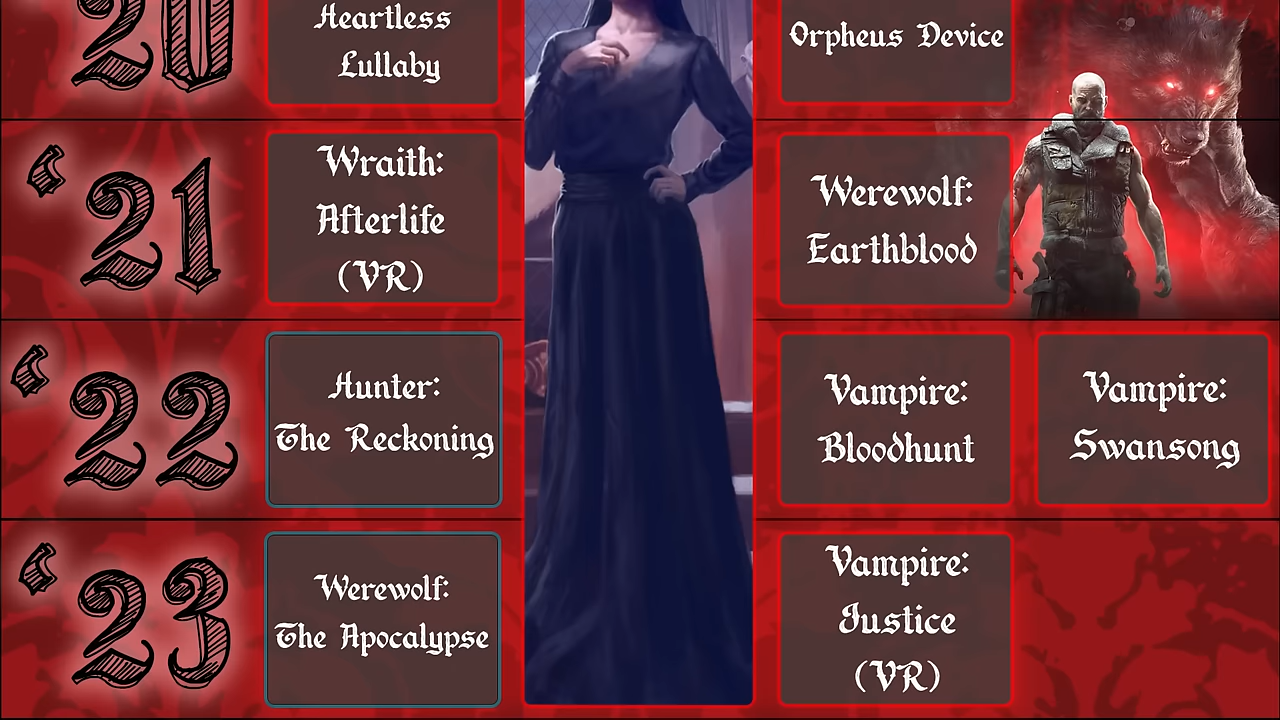 20
Heartless
Lullaby
Orpheus Device
'21
Wraith:
Afterlife
(VR)
Werewolf:
Earthblood
'22
Hunter:
The Reckoning
Vampire:
Bloodhunt
Vampire:
Swansong
'23
Werewolf:
The Apocalypse
Vampire:
Justice
(VR)